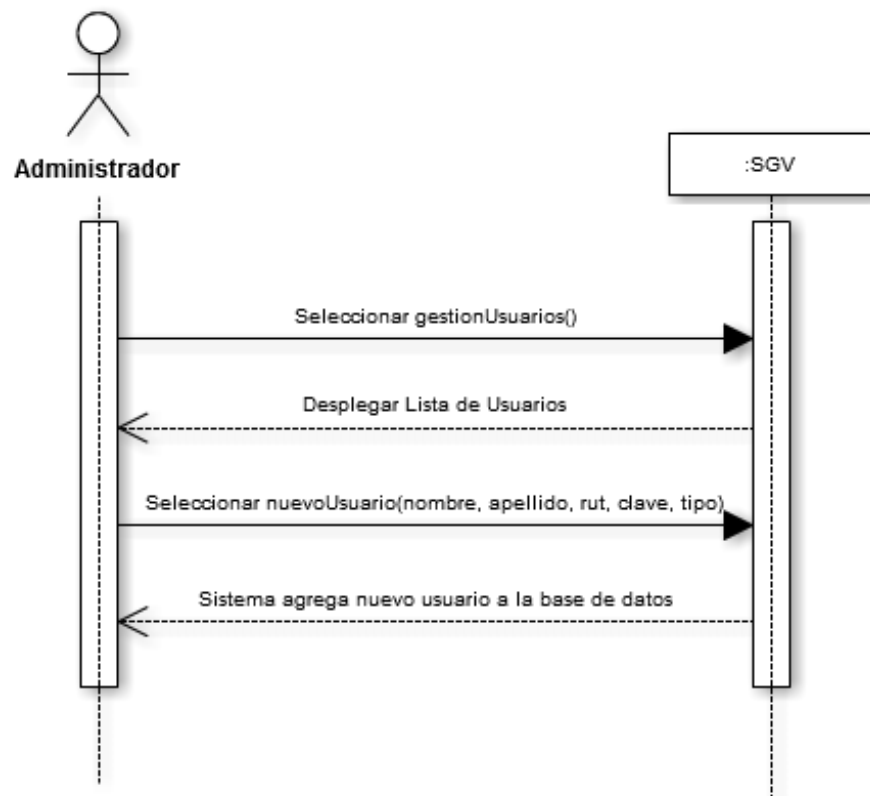 Administrador
:SGV
Seleccionar gestionUsuarios()
Desplegar Lista de Usuarios
Seleccionar nuevoUsuario(nombre, apellido, rut, clave, tipo)
Sistema agrega nuevo usuario a la base de datos